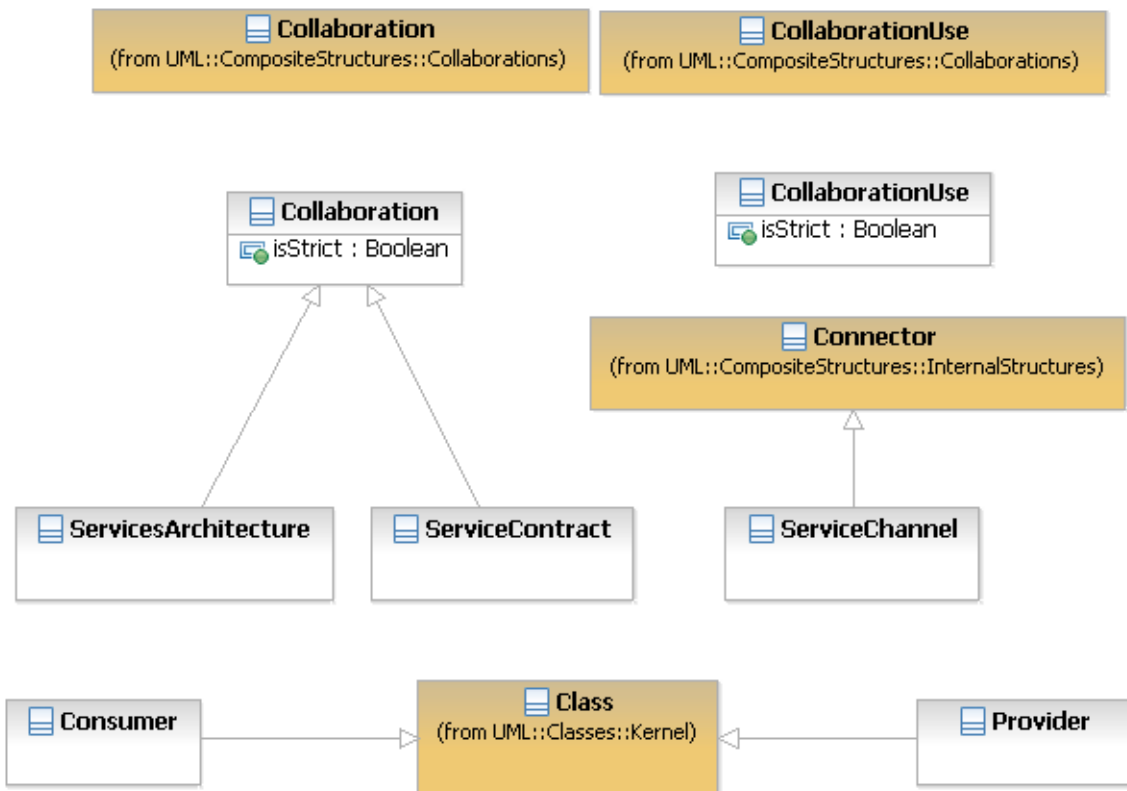 Collaboration
(from UML::CompositeStructures::Collaborations)
CollaborationUse
(from UML::CompositeStructures::Collaborations)
Collaboration
isStrict : Boolean
CollaborationUse
isStrict : Boolean
Connector
(from UML::CompositeStructures::InternalStructures)
ServicesArchitecture
ServiceContract
ServiceChannel
Consumer
Class
(from UML::Classes::Kernel)
Provider